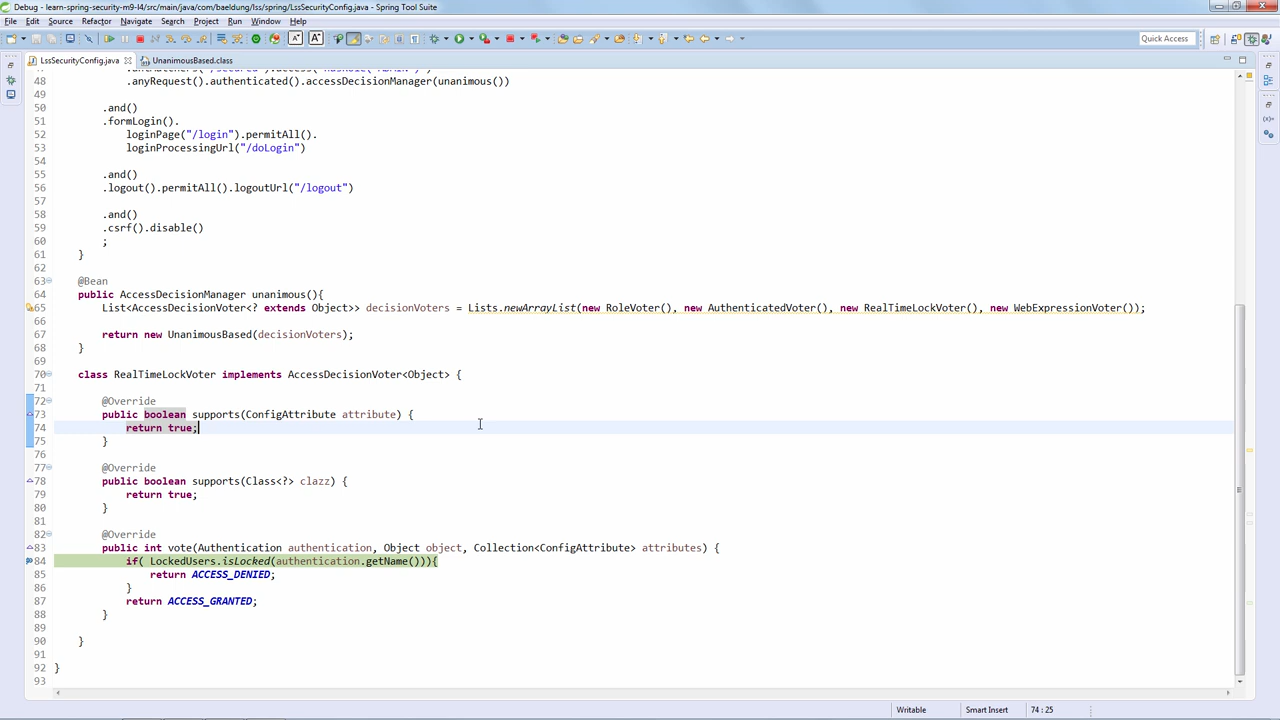 Debug - learn-spring-security-m9-l4/src/main/java/com/baeldung/lss/spring/LssSecurityConfig.java - Spring Tool Suite
File Edit Source Refactor Navigate Search Project Run Window Help
Quick Access
LssSecurityConfig.java UnanimousBased.class
48 .anyRequest().authenticated().accessDecisionManager(unanimous())
49
50 .and()
51 .formLogin().
52 loginPage("/login").permitAll().
53 loginProcessingUrl("/doLogin")
54
55 .and()
56 .logout().permitAll().logoutUrl("/logout")
57
58 .and()
59 .csrf().disable()
60 ;
61 }
62
63 @Bean
64 public AccessDecisionManager unanimous(){
65 List<AccessDecisionVoter<? extends Object>> decisionVoters = Lists.newArrayList(new RoleVoter(), new AuthenticatedVoter(), new RealTimeLockVoter(), new WebExpressionVoter());
66
67 return new UnanimousBased(decisionVoters);
68 }
69
70 class RealTimeLockVoter implements AccessDecisionVoter<Object> {
71
72 @Override
73 public boolean supports(ConfigAttribute attribute) {
74 return true;
75 }
76
77 @Override
78 public boolean supports(Class<?> clazz) {
79 return true;
80 }
81
82 @Override
83 public int vote(Authentication authentication, Object object, Collection<ConfigAttribute> attributes) {
84 if( LockedUsers.isLocked(authentication.getName())){
85 return ACCESS_DENIED;
86 }
87 return ACCESS_GRANTED;
88 }
89
90 }
91
92 }
93
Writable Smart Insert 74 : 25